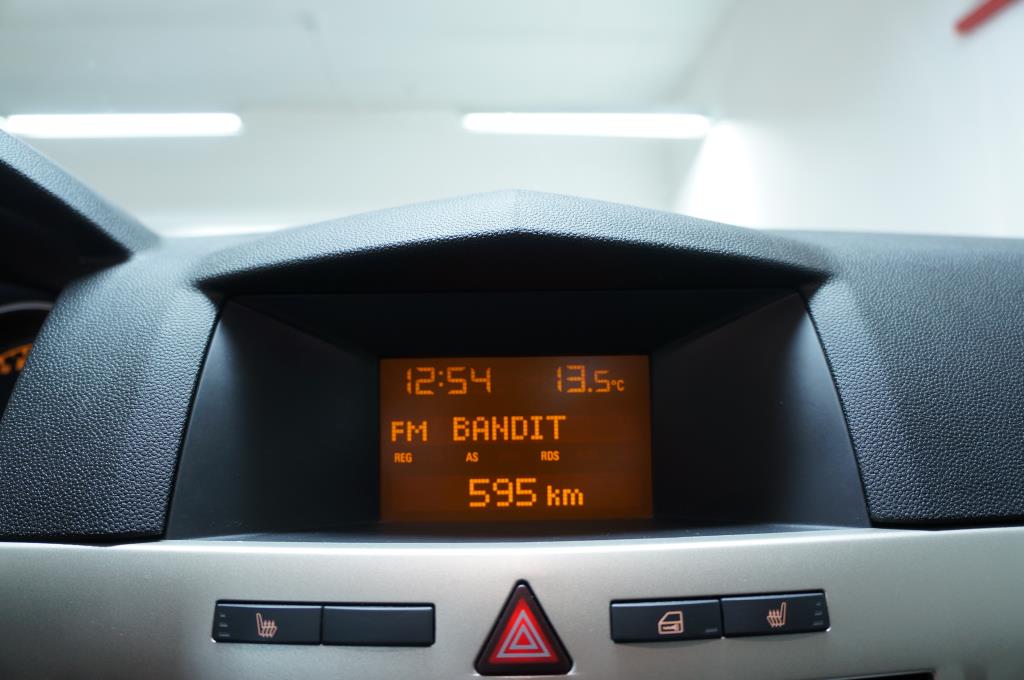 12:54 13.5°C
FM BANDIT
REG AS RDS
595 km